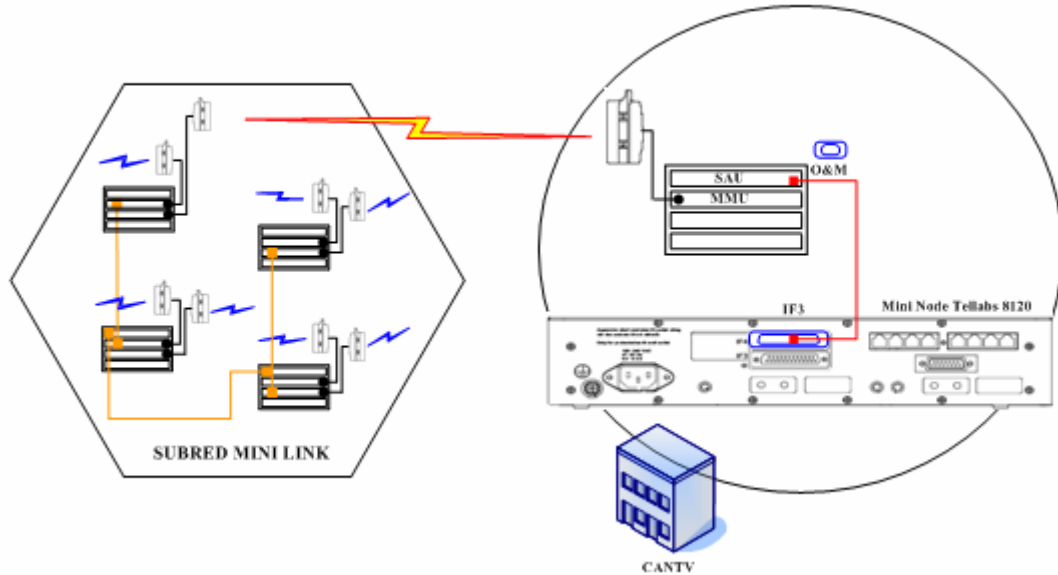 SAU
O&M
MMU
IF3
Mini Node Tellabs 8120
SUBRED MINI LINK
CANTV